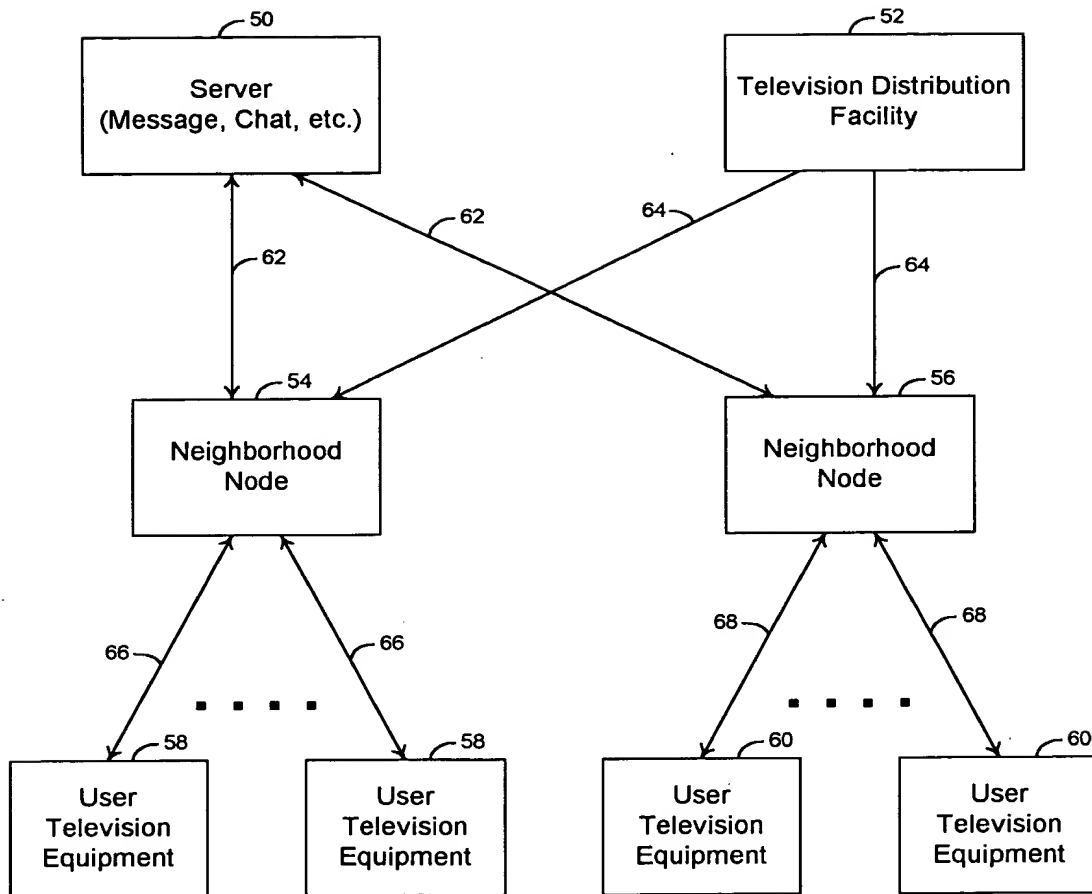 50
52
Server
(Message, Chat, etc.)
Television Distribution
Facility
62
64
62
64
54
56
Neighborhood
Node
Neighborhood
Node
66
66
68
68
58
58
60
60
User
Television
Equipment
User
Television
Equipment
User
Television
Equipment
User
Television
Equipment